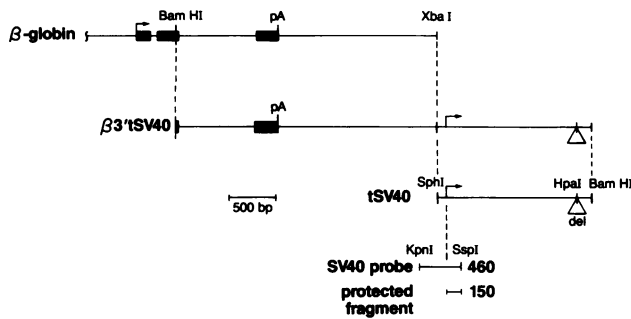 Bam HI pA Xba I
β-globin
pA
β3'tSV40
SphI HpaI Bam HI
500 bp tSV40
del
KpnI SspI
SV40 probe 460
protected 150
fragment